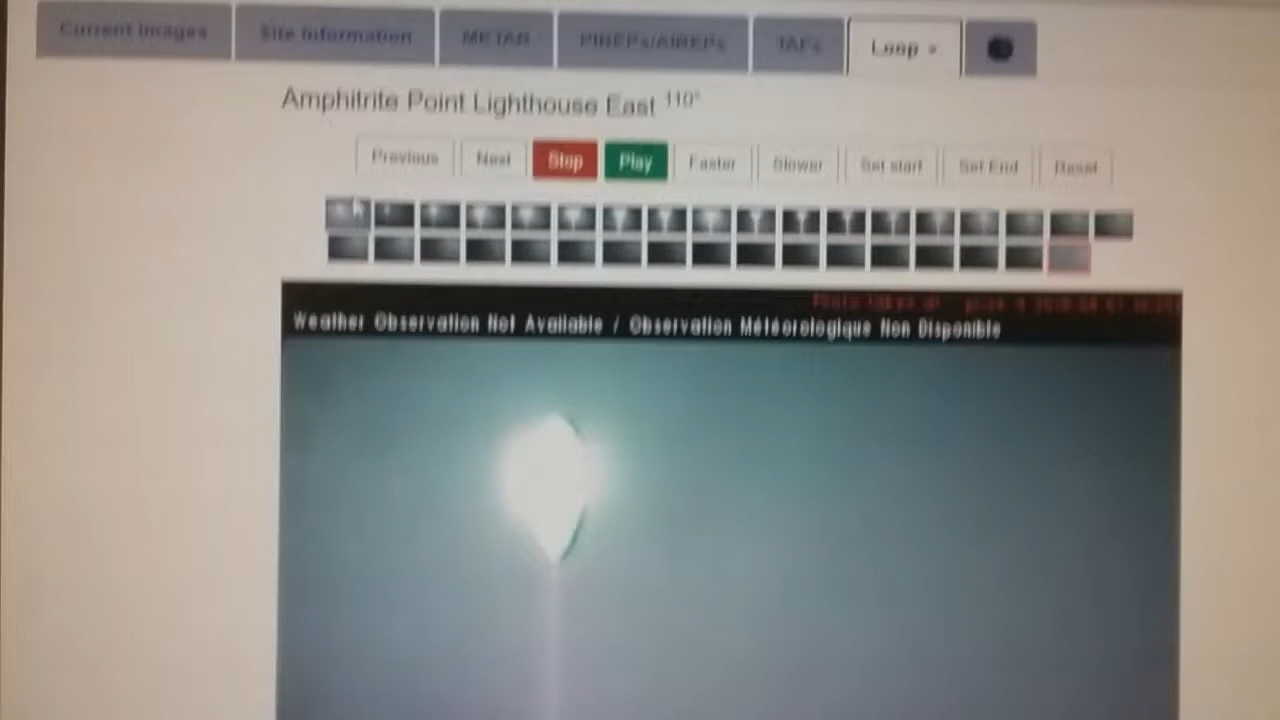 Current Images Site Information METAR PIREPs/AIREPs TAFs Loop
Amphitrite Point Lighthouse East 110°
Previous Next Stop Play Faster Slower Set start Set End Reset
Weather Observation Not Available / Observation Météorologique Non Disponible